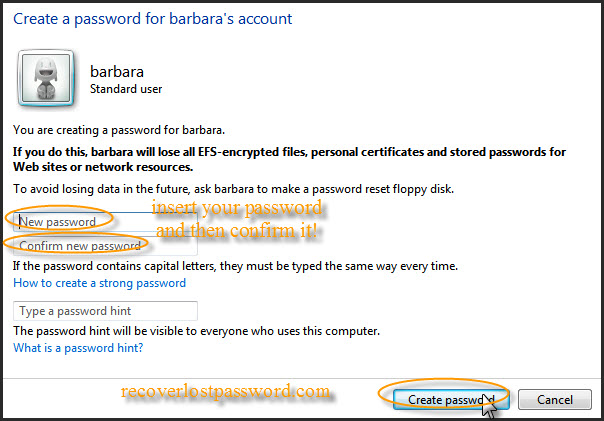 Create a password for barbara's account
barbara
Standard user
You are creating a password for barbara.
If you do this, barbara will lose all EFS-encrypted files, personal certificates and stored passwords for
Web sites or network resources.
To avoid losing data in the future, ask barbara to make a password reset floppy disk.
New password
insert your password
and then confirm it!
Confirm new password
If the password contains capital letters, they must be typed the same way every time.
How to create a strong password
Type a password hint
The password hint will be visible to everyone who uses this computer.
What is a password hint?
recoverlostpassword.com
Create password
Cancel